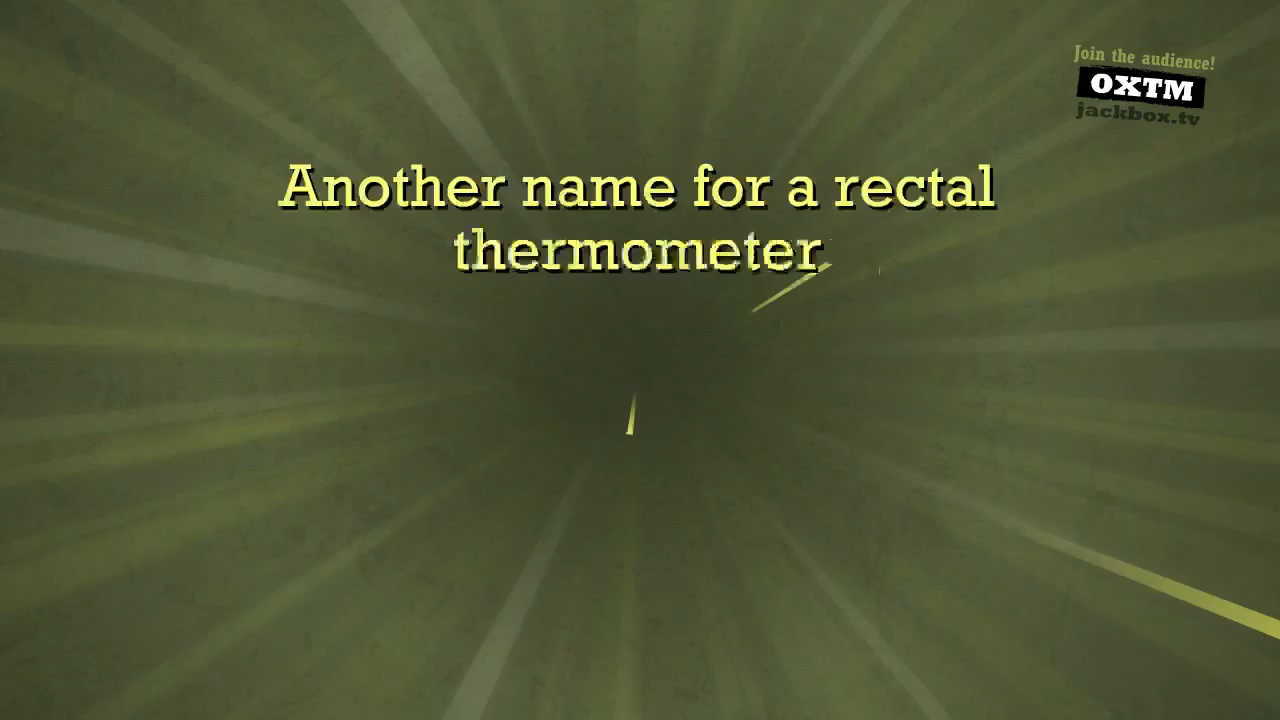 Join the audience!
OXTM
jackbox.tv
Another name for a rectal
thermometer